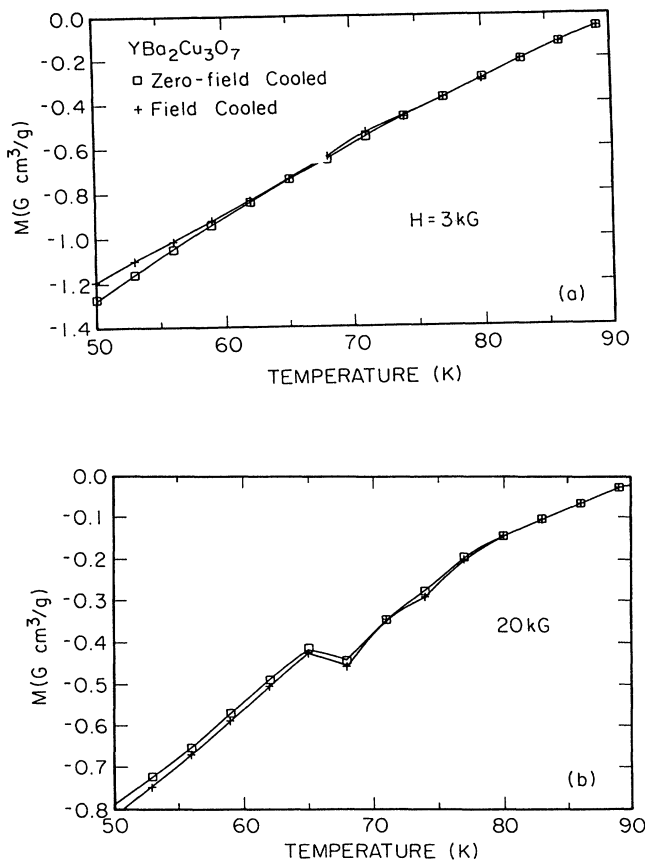 0.0
-0.2
-0.4
-0.6
-0.8
-1.0
-1.2
-1.4
M(G cm³/g)
YBa₂Cu₃O₇
□ Zero-field Cooled
+ Field Cooled
H = 3kG
(a)
50 60 70 80 90
TEMPERATURE (K)
0.0
-0.1
-0.2
-0.3
-0.4
-0.5
-0.6
-0.7
-0.8
M(G cm³/g)
20kG
(b)
50 60 70 80 90
TEMPERATURE (K)